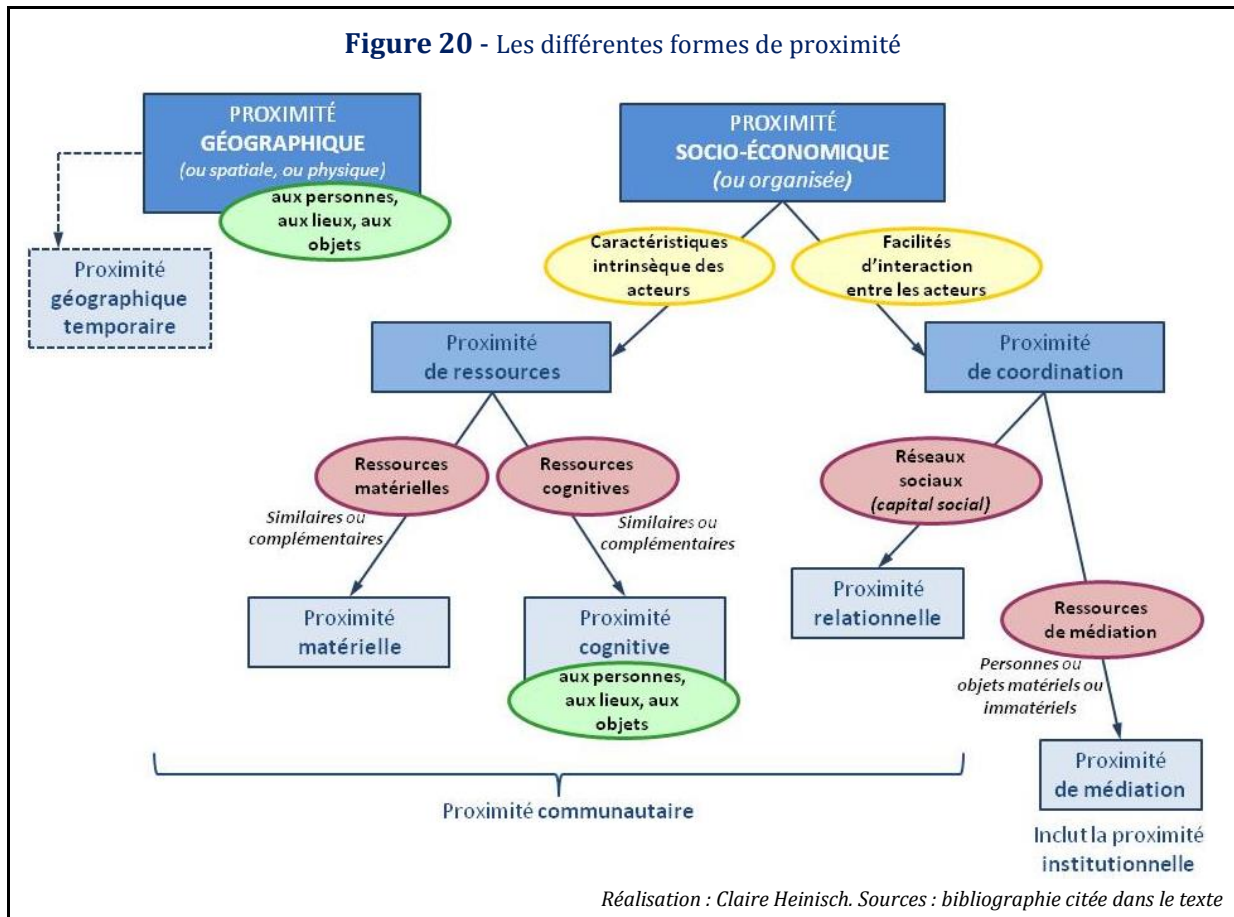 Figure 20 - Les différentes formes de proximité
PROXIMITÉ
GÉOGRAPHIQUE
(ou spatiale, ou physique)
aux personnes,
aux lieux, aux
objets
Proximité
géographique
temporaire
PROXIMITÉ
SOCIO-ÉCONOMIQUE
(ou organisée)
Caractéristiques
intrinsèque des
acteurs
Facilités
d'interaction
entre les acteurs
Proximité
de ressources
Proximité
de coordination
Ressources
matérielles
Ressources
cognitives
Réseaux
sociaux
(capital social)
Similaires ou
complémentaires
Similaires ou
complémentaires
Proximité
matérielle
Proximité
cognitive
aux personnes,
aux lieux, aux
objets
Proximité
relationnelle
Ressources
de médiation
Personnes ou
objets matériels ou
immatériels
Proximité
de médiation
Inclut la proximité
institutionnelle
Proximité communautaire
Réalisation : Claire Heinisch. Sources : bibliographie citée dans le texte